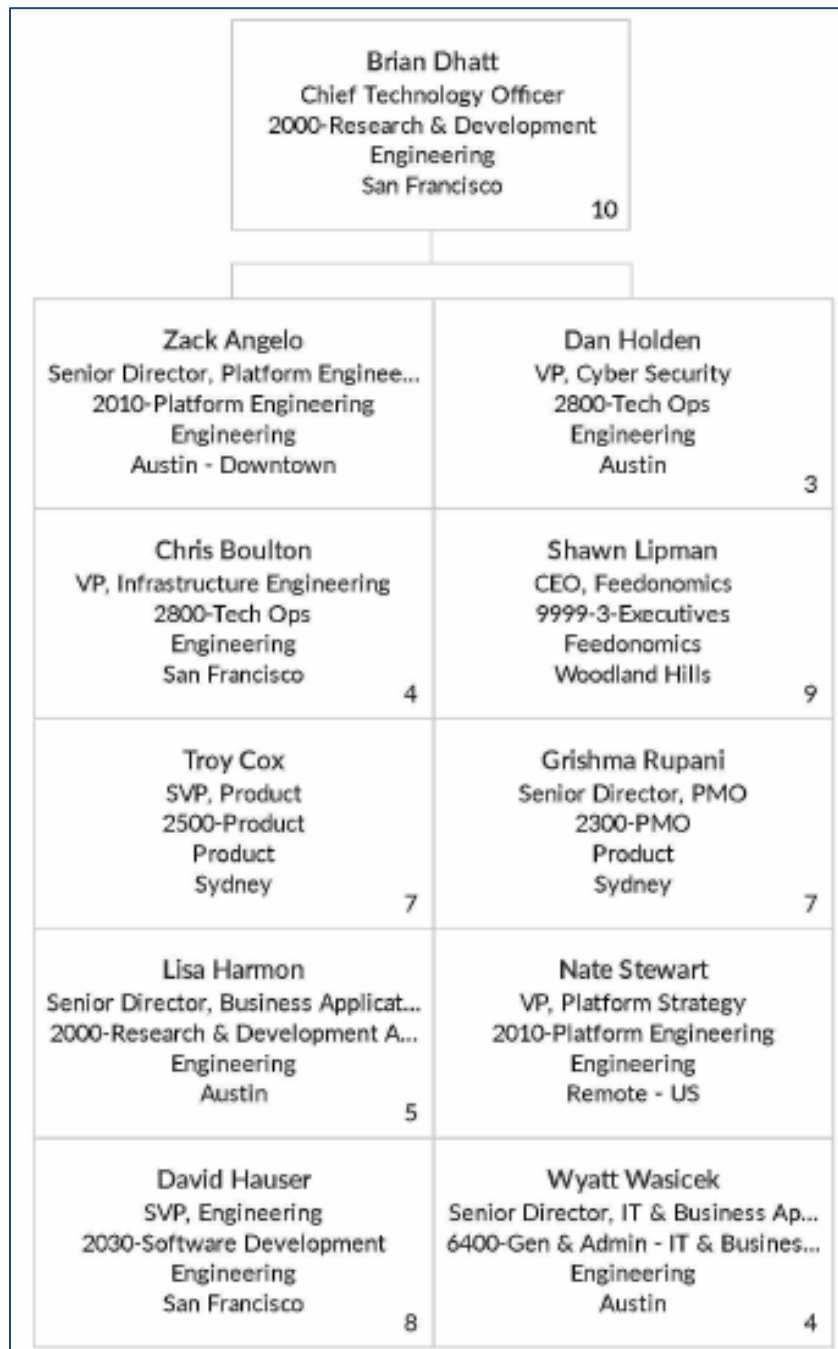 Brian Dhatt
Chief Technology Officer
2000-Research & Development
Engineering
San Francisco
10
Zack Angelo
Senior Director, Platform Enginee...
2010-Platform Engineering
Engineering
Austin - Downtown
Dan Holden
VP, Cyber Security
2800-Tech Ops
Engineering
Austin
3
Chris Boulton
VP, Infrastructure Engineering
2800-Tech Ops
Engineering
San Francisco
4
Shawn Lipman
CEO, Feedonomics
9999-3-Executives
Feedonomics
Woodland Hills
9
Troy Cox
SVP, Product
2500-Product
Product
Sydney
7
Grishma Rupani
Senior Director, PMO
2300-PMO
Product
Sydney
7
Lisa Harmon
Senior Director, Business Applicat...
2000-Research & Development A...
Engineering
Austin
5
Nate Stewart
VP, Platform Strategy
2010-Platform Engineering
Engineering
Remote - US
David Hauser
SVP, Engineering
2030-Software Development
Engineering
San Francisco
8
Wyatt Wasicek
Senior Director, IT & Business Ap...
6400-Gen & Admin - IT & Busines...
Engineering
Austin
4